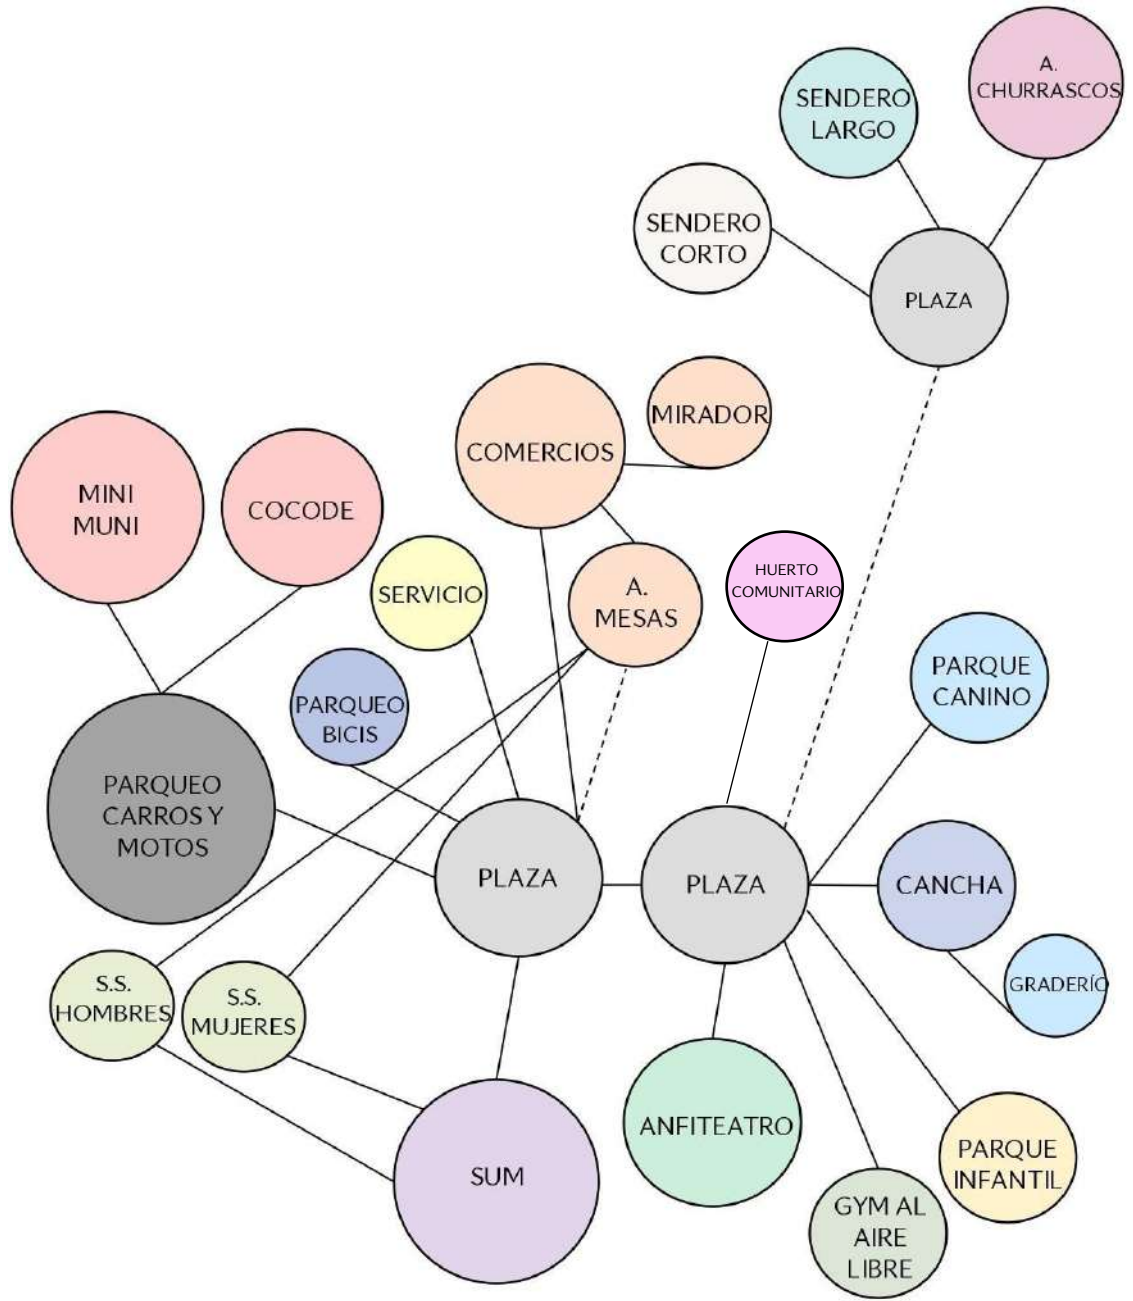 A.
CHURRASCOS
SENDERO
LARGO
SENDERO
CORTO
PLAZA
MIRADOR
COMERCIOS
MINI
MUNI
COCODE
SERVICIO
A.
MESAS
HUERTO
COMUNITARIO
PARQUE
CANINO
PARQUEO
BICIS
PARQUEO
CARROS Y
MOTOS
PLAZA
PLAZA
CANCHA
GRADERÍO
S.S.
HOMBRES
S.S.
MUJERES
ANFITEATRO
SUM
PARQUE
INFANTIL
GYM AL
AIRE
LIBRE